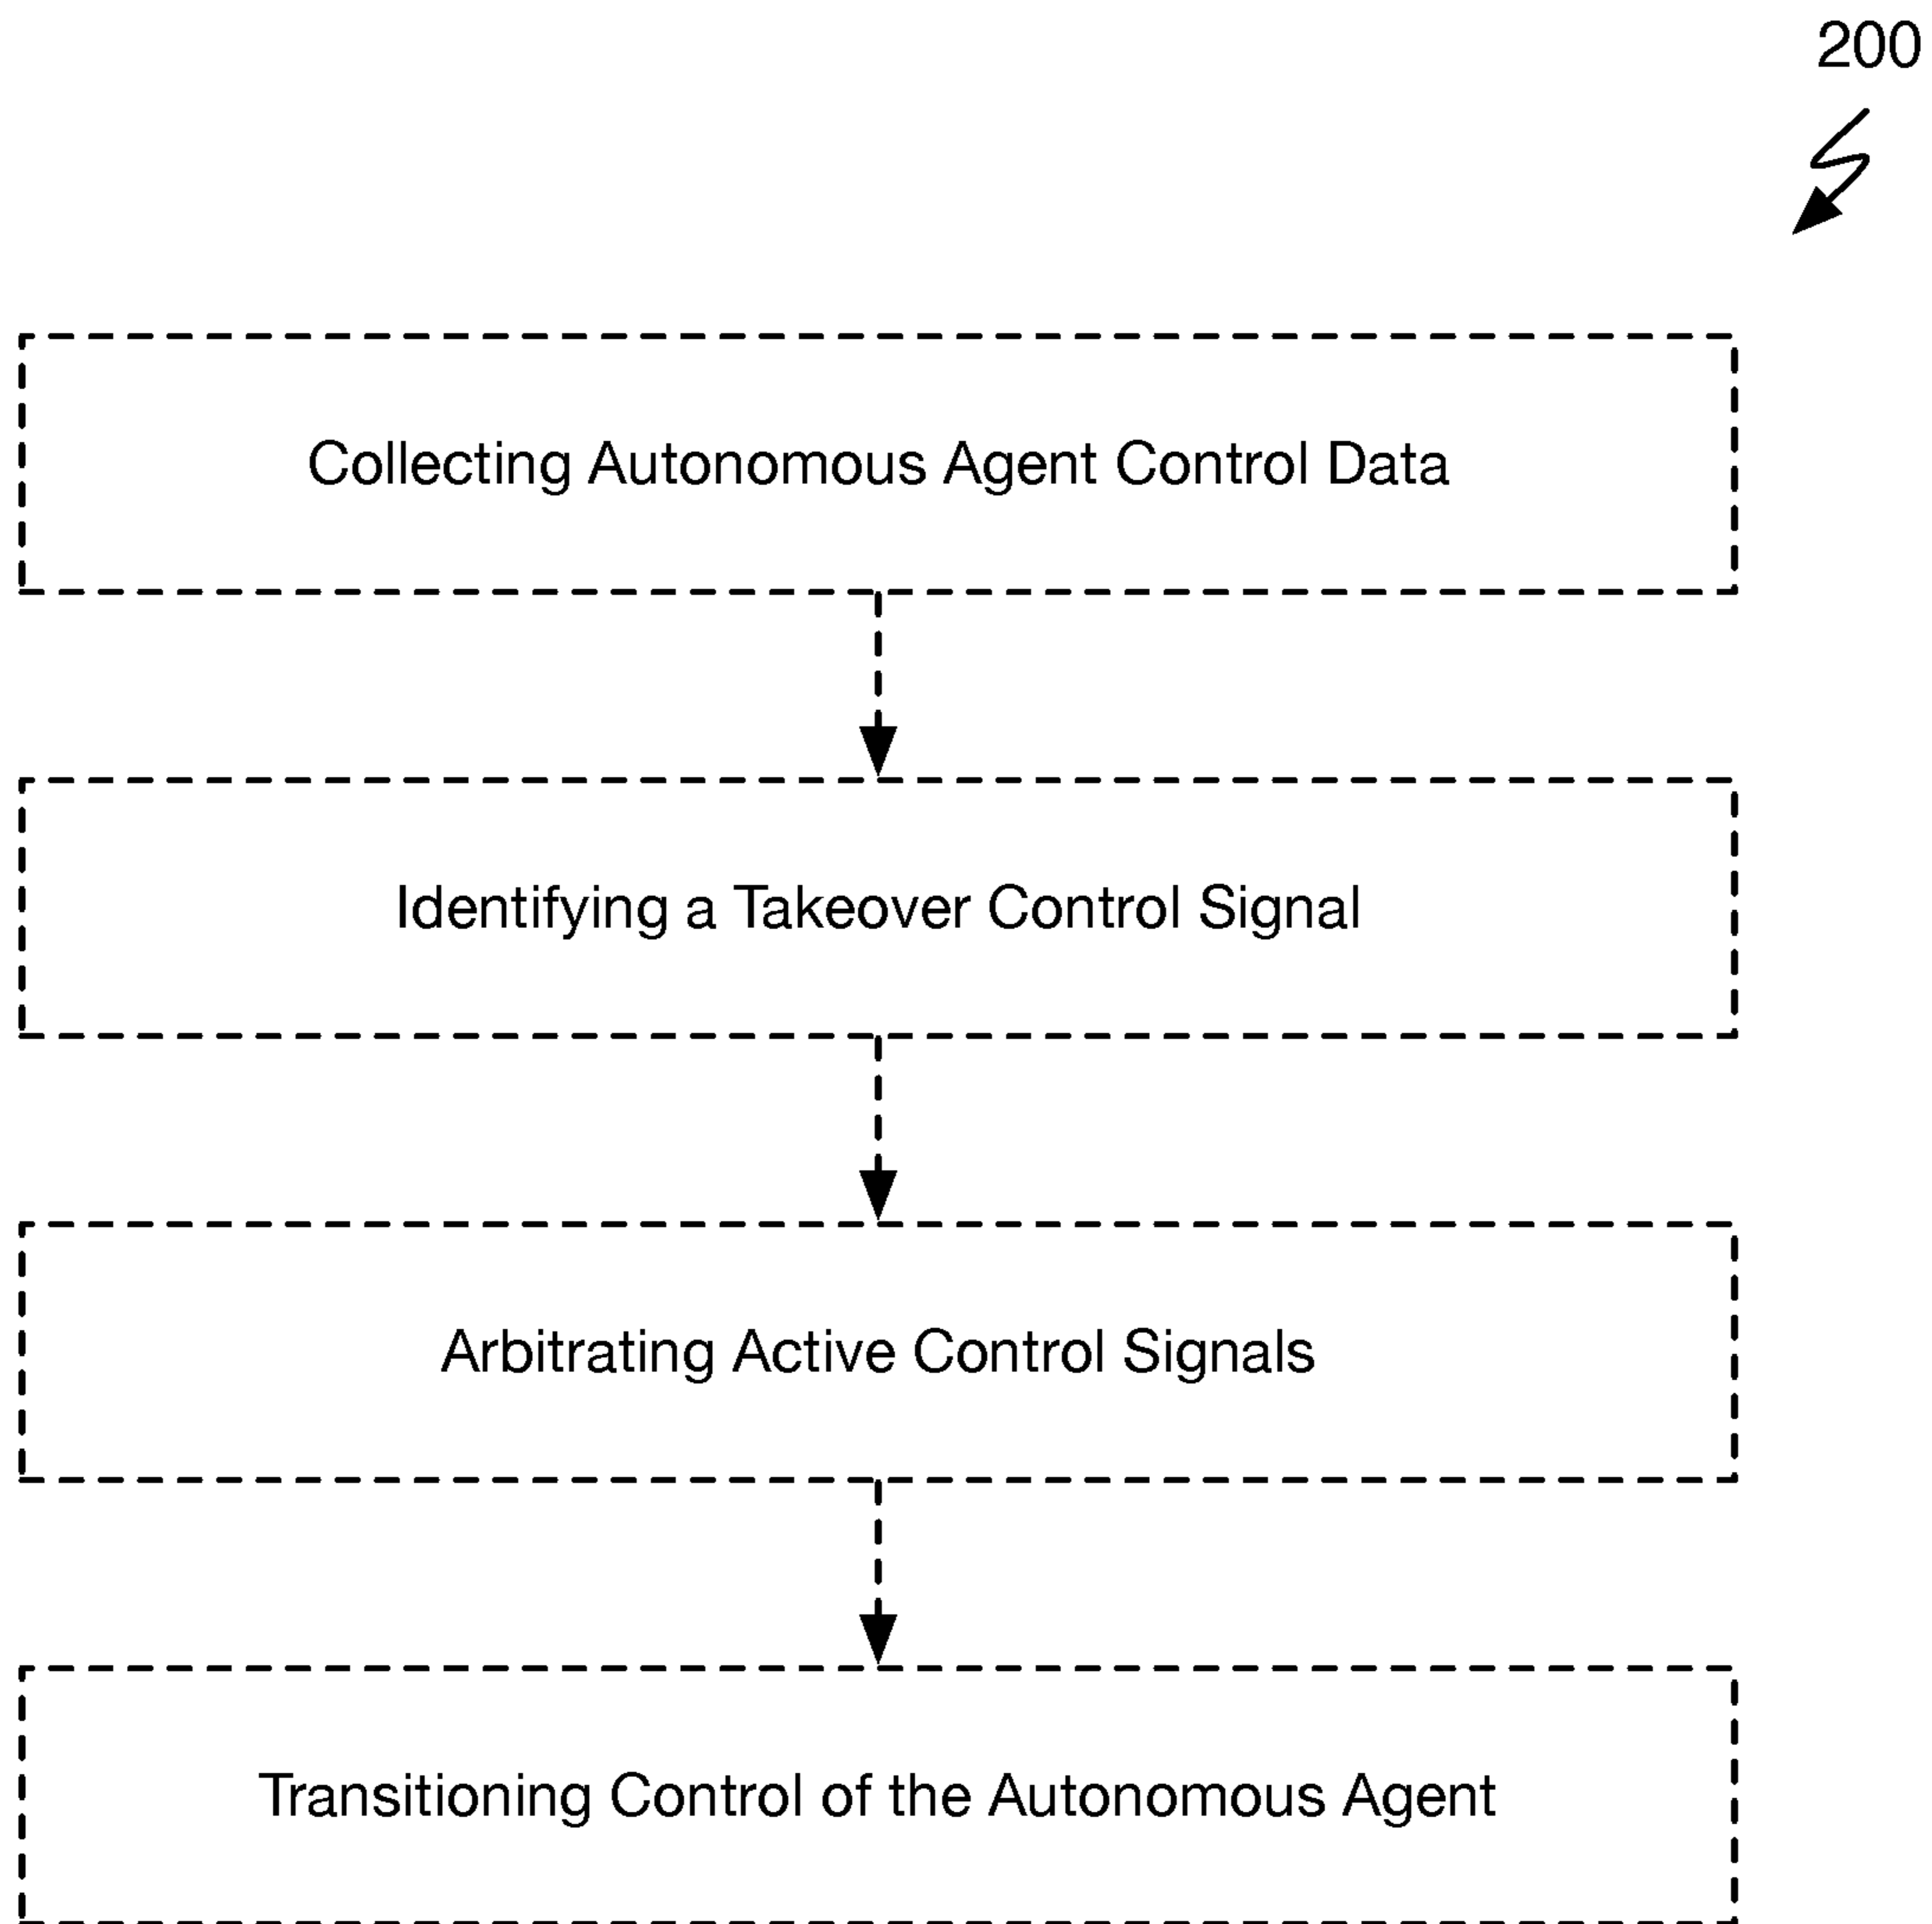 200
Collecting Autonomous Agent Control Data
Identifying a Takeover Control Signal
Arbitrating Active Control Signals
Transitioning Control of the Autonomous Agent